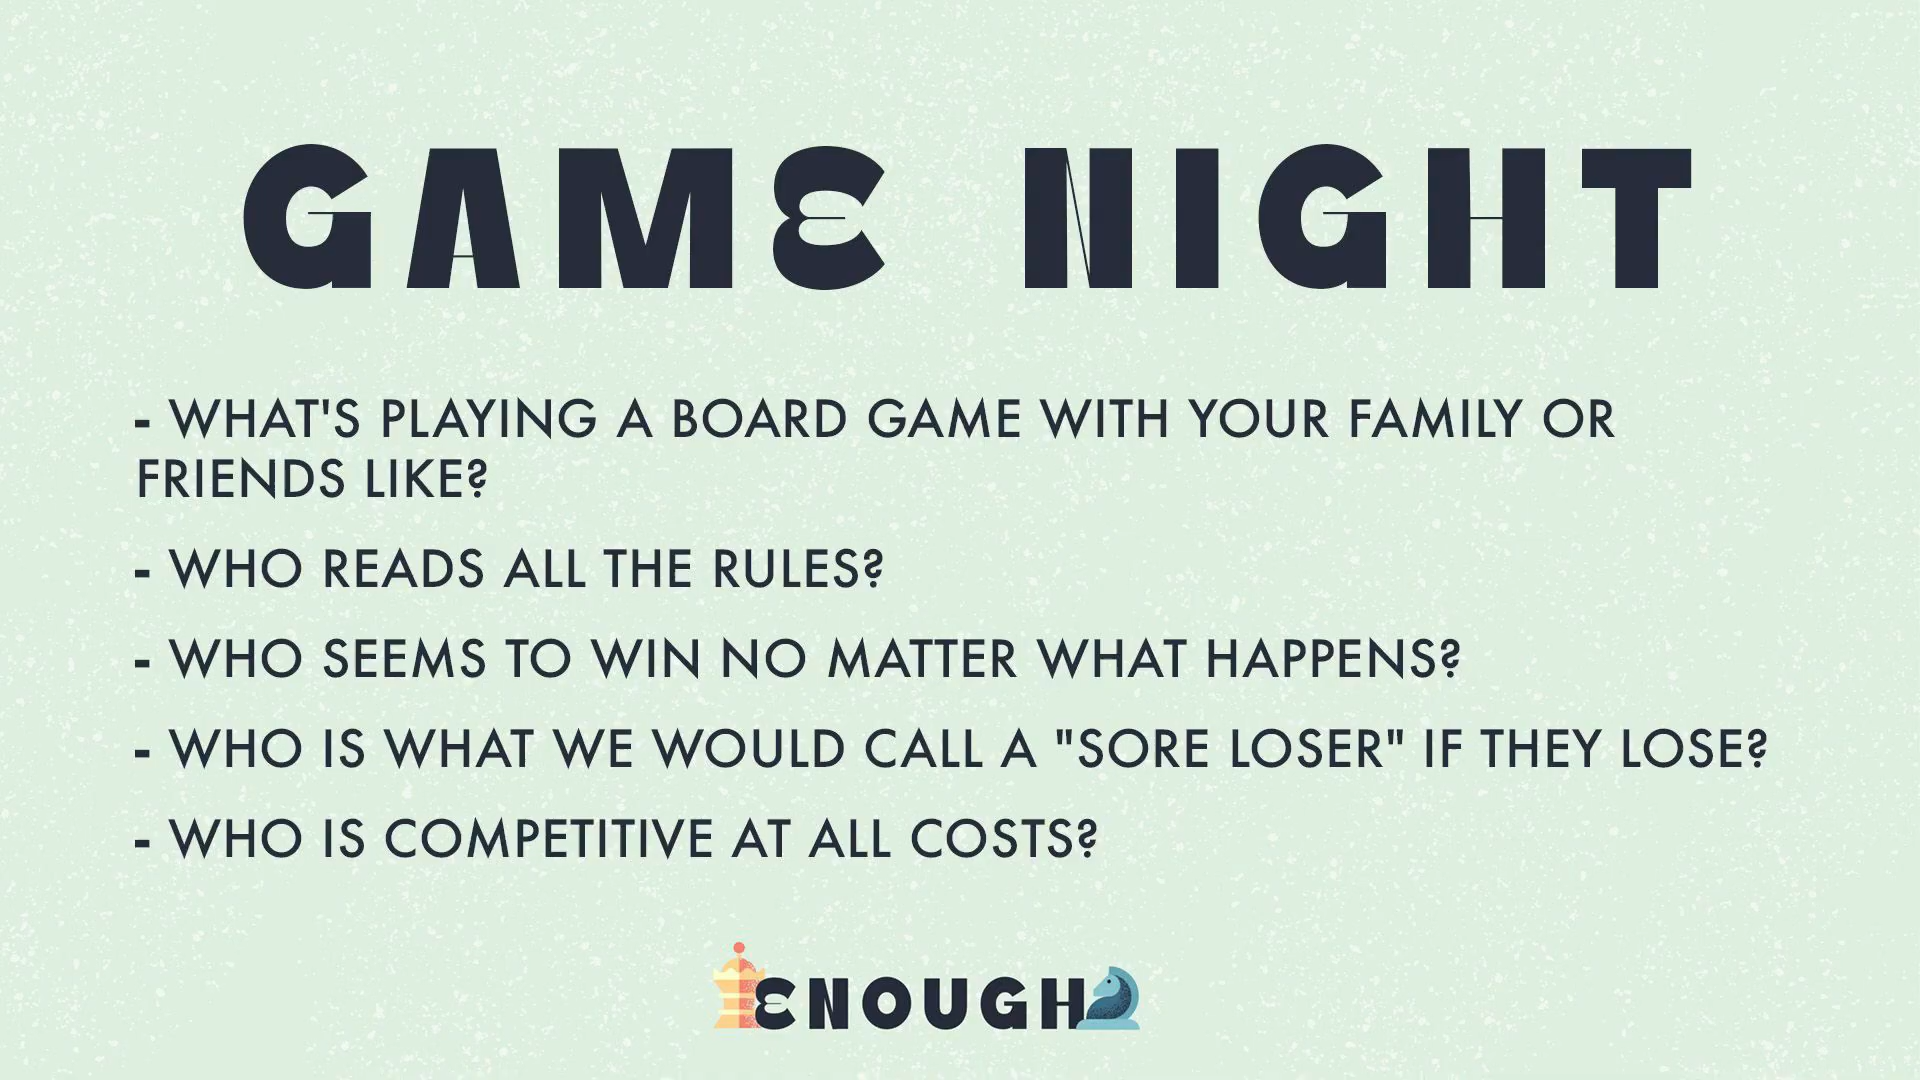 GAME NIGHT
- WHAT'S PLAYING A BOARD GAME WITH YOUR FAMILY OR
FRIENDS LIKE?
- WHO READS ALL THE RULES?
- WHO SEEMS TO WIN NO MATTER WHAT HAPPENS?
- WHO IS WHAT WE WOULD CALL A "SORE LOSER" IF THEY LOSE?
- WHO IS COMPETITIVE AT ALL COSTS?
ENOUGH